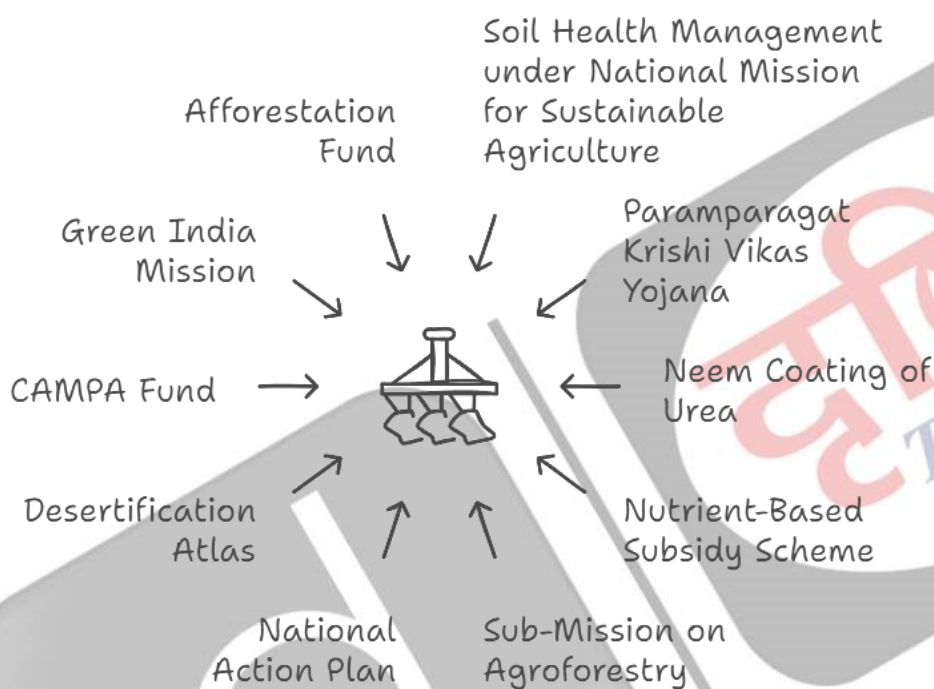 Soil Health Management
under National Mission
for Sustainable
Agriculture
Afforestation
Fund
Paramparagat
Krishi Vikas
Yojana
Green India
Mission
Neem Coating of
Urea
CAMPA Fund
Nutrient-Based
Subsidy Scheme
Desertification
Atlas
Sub-Mission on
Agroforestry
National
Action Plan